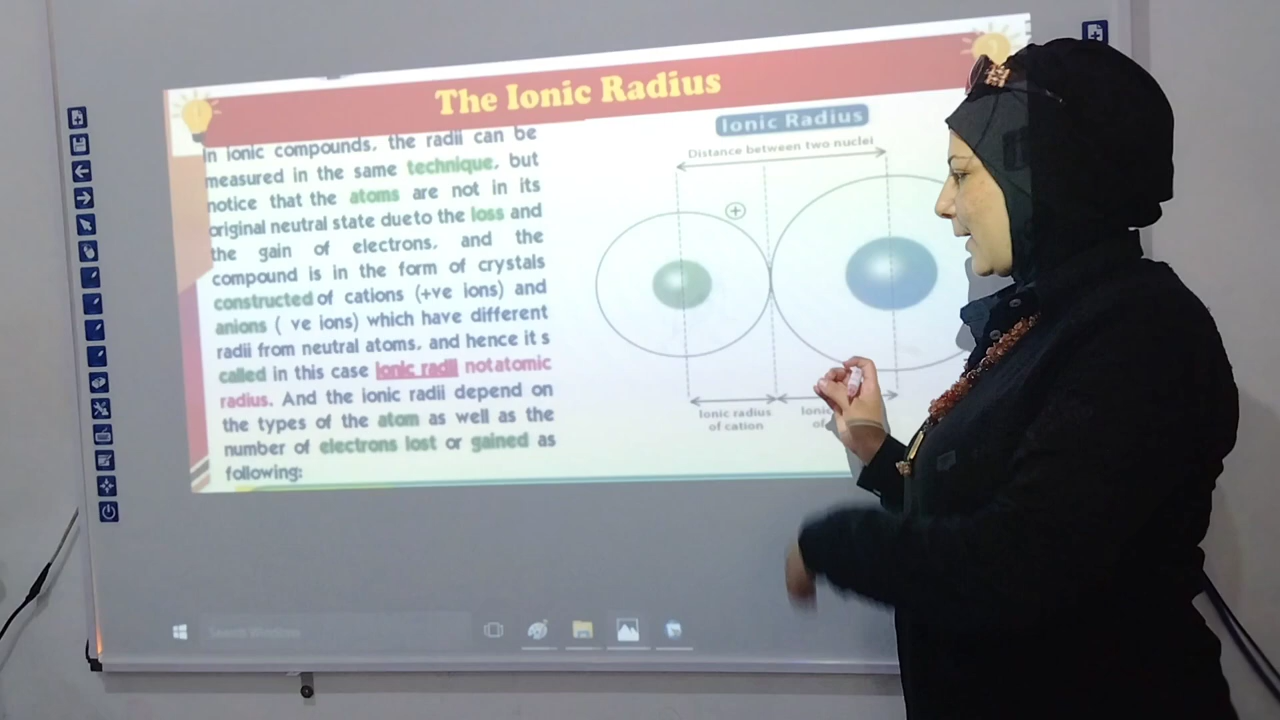 The Ionic Radius
In ionic compounds, the radii can be
measured in the same technique, but
notice that the atoms are not in its
original neutral state dueto the loss and
the gain of electrons, and the
compound is in the form of crystals
constructed of cations (+ve ions) and
anions ( ve ions) which have different
radii from neutral atoms, and hence it s
called in this case Ionic radii notatomic
radius. And the ionic radii depend on
the types of the atom as well as the
number of electrons lost or gained as
following:
Ionic Radius
Distance between two nuclei
+
Ionic radius
of cation
Search Windows